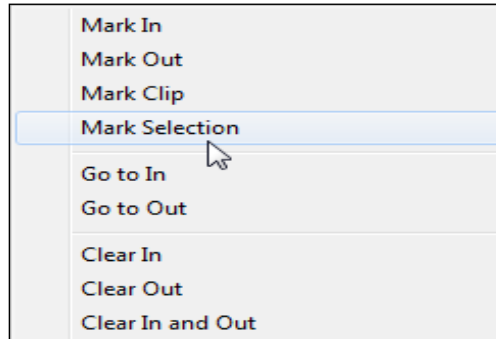 Mark In
Mark Out
Mark Clip
Mark Selection
Go to In
Go to Out
Clear In
Clear Out
Clear In and Out